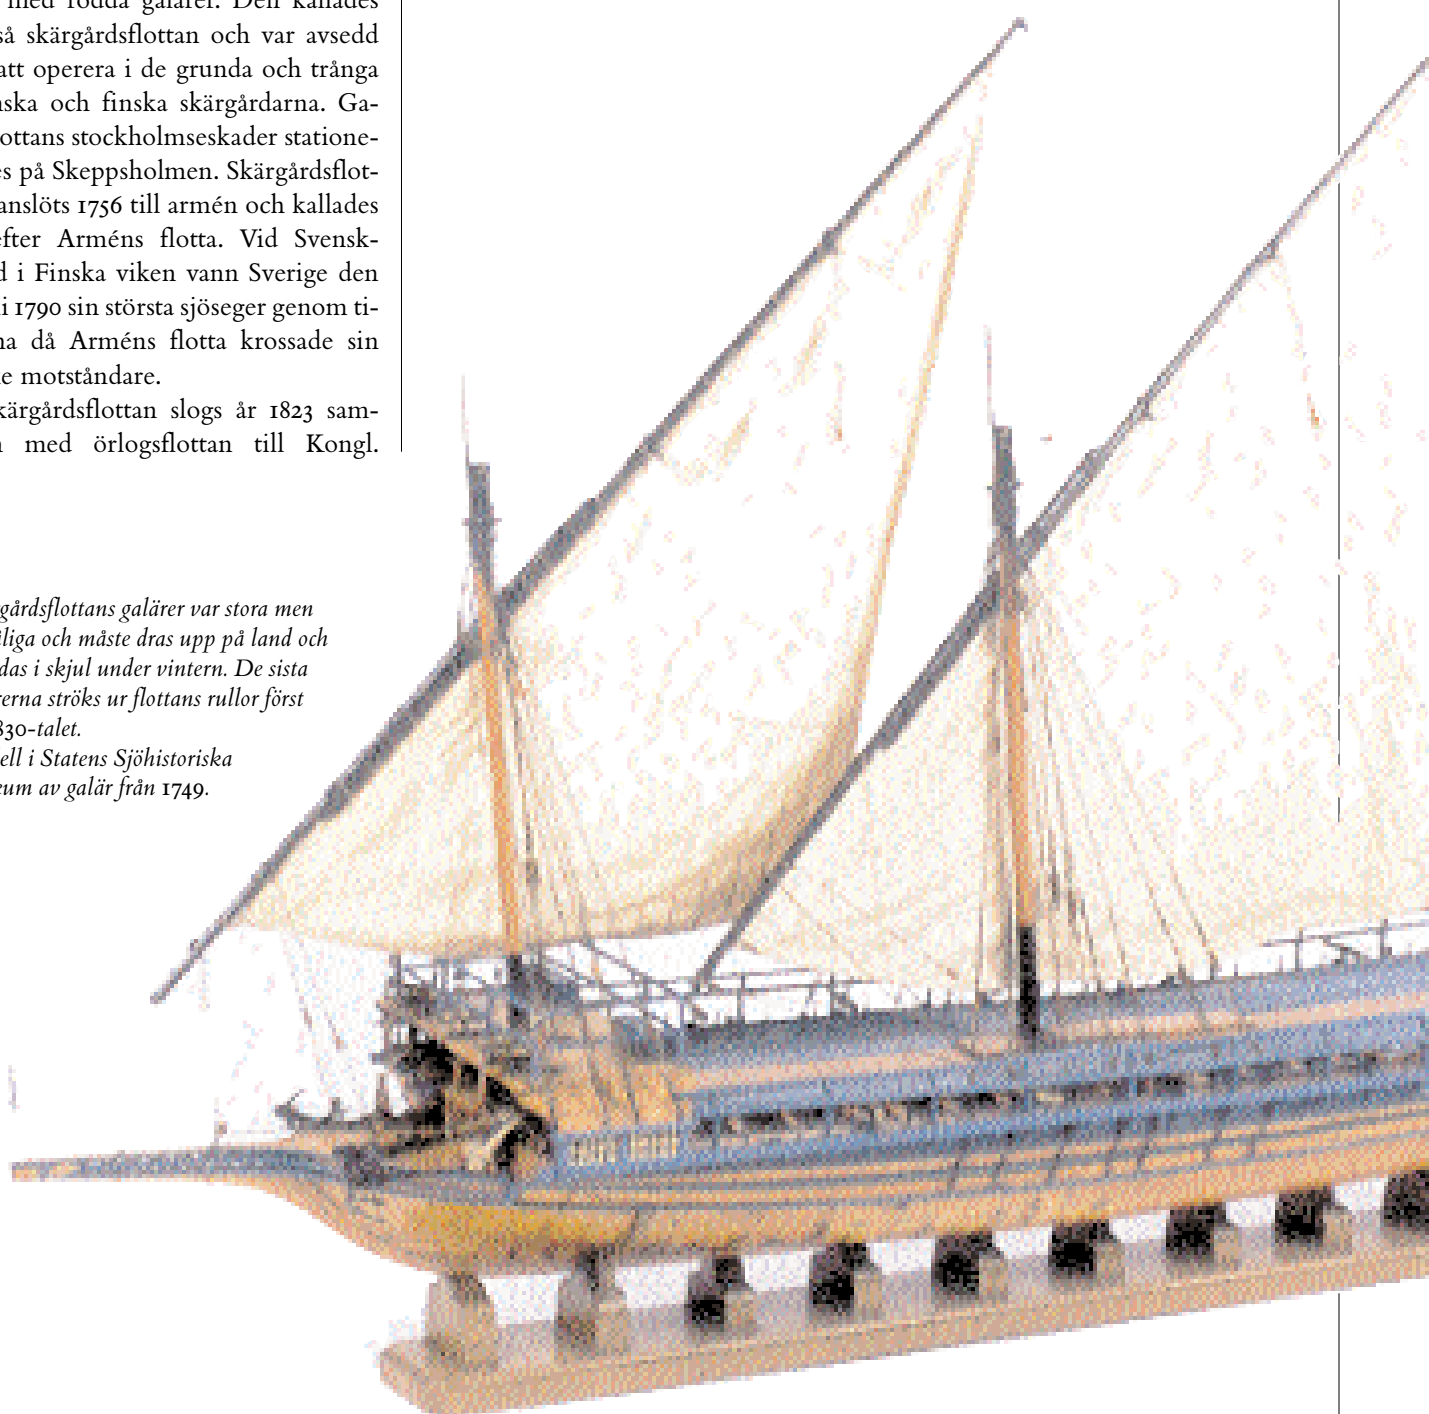 med rodda galärer. Den kallades
så skärgårdsflottan och var avsedd
att operera i de grunda och trånga
nska och finska skärgårdarna. Ga-
ottans stockholmseskader statione-
es på Skeppsholmen. Skärgårdsflot-
anslöts 1756 till armén och kallades
efter Arméns flotta. Vid Svensk-
d i Finska viken vann Sverige den
i 1790 sin största sjöseger genom ti-
na då Arméns flotta krossade sin
e motståndare.
kärgårdsflottan slogs år 1823 sam-
n med örlogsflottan till Kongl.
gårdsflottans galärer var stora men
liga och måste dras upp på land och
das i skjul under vintern. De sista
rerna ströks ur flottans rullor först
830-talet.
ell i Statens Sjöhistoriska
eum av galär från 1749.